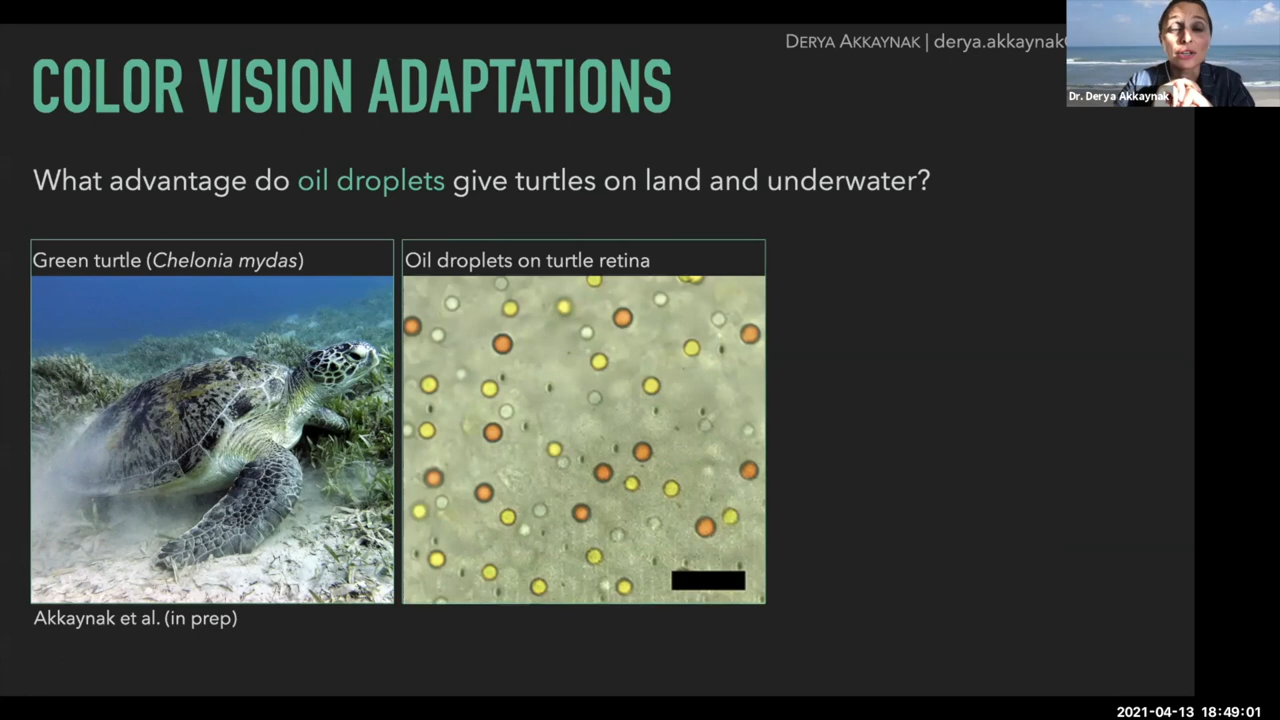 DERYA AKKAYNAK | derya.akkaynak
COLOR VISION ADAPTATIONS
Dr. Derya Akkaynak
What advantage do oil droplets give turtles on land and underwater?
Green turtle (Chelonia mydas)
Oil droplets on turtle retina
Akkaynak et al. (in prep)
2021-04-13 18:49:01